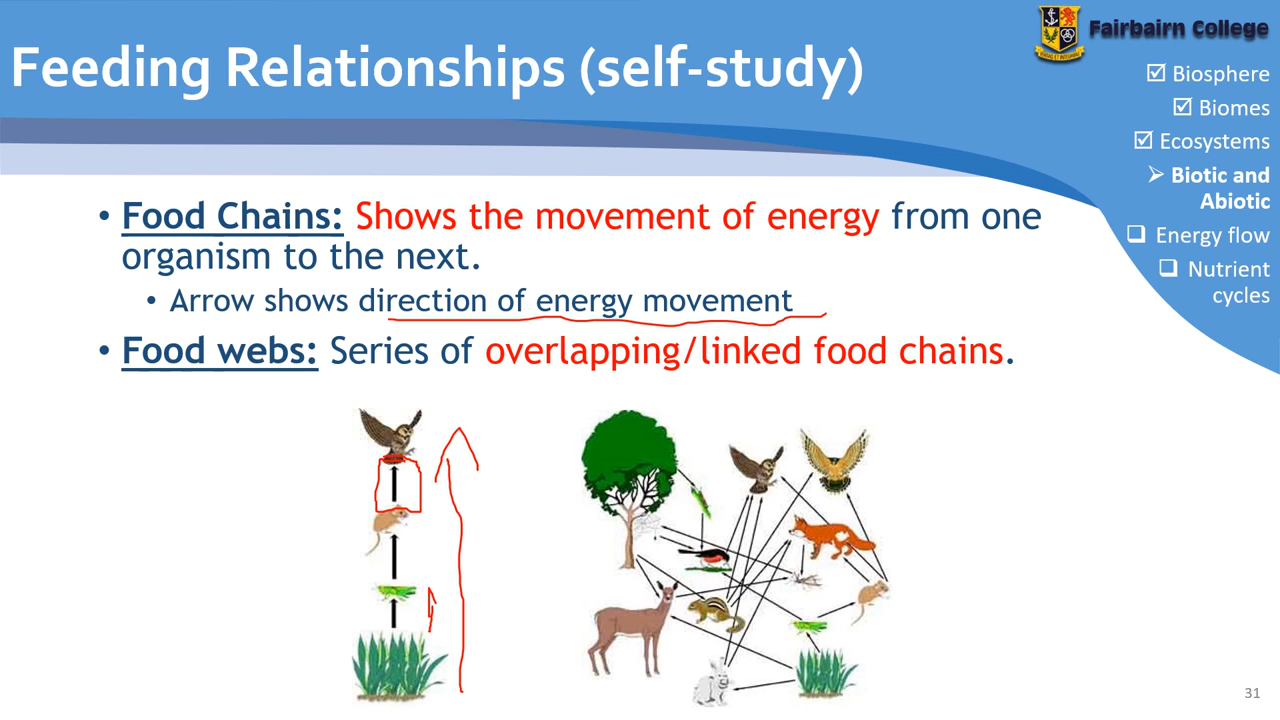 Feeding Relationships (self-study)
Fairbairn College
☑ Biosphere
☑ Biomes
☑ Ecosystems
➢ Biotic and
Abiotic
❑ Energy flow
❑ Nutrient
cycles
• Food Chains: Shows the movement of energy from one
organism to the next.
• Arrow shows direction of energy movement
• Food webs: Series of overlapping/linked food chains.
31